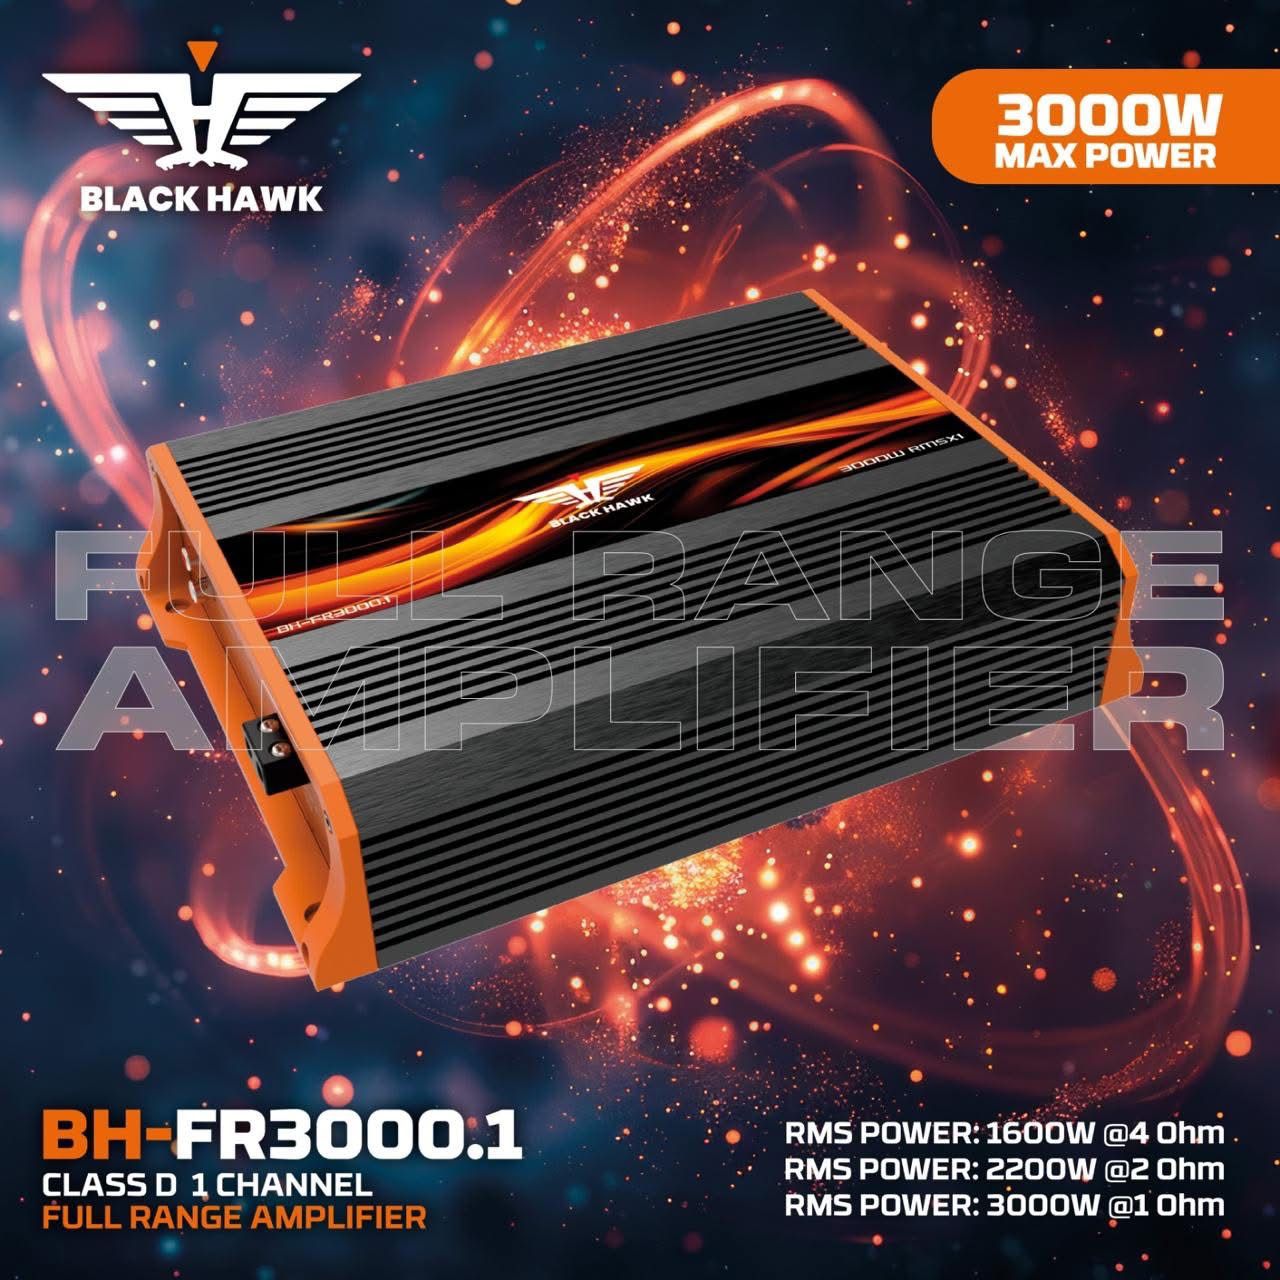 BLACK HAWK
3000W
MAX POWER
3000W RMSX1
BLACK HAWK
BH-FR3000.1
FULL RANGE
AMPLIFIER
BH-FR3000.1
CLASS D 1 CHANNEL
FULL RANGE AMPLIFIER
RMS POWER: 1600W @4 Ohm
RMS POWER: 2200W @2 Ohm
RMS POWER: 3000W @1 Ohm